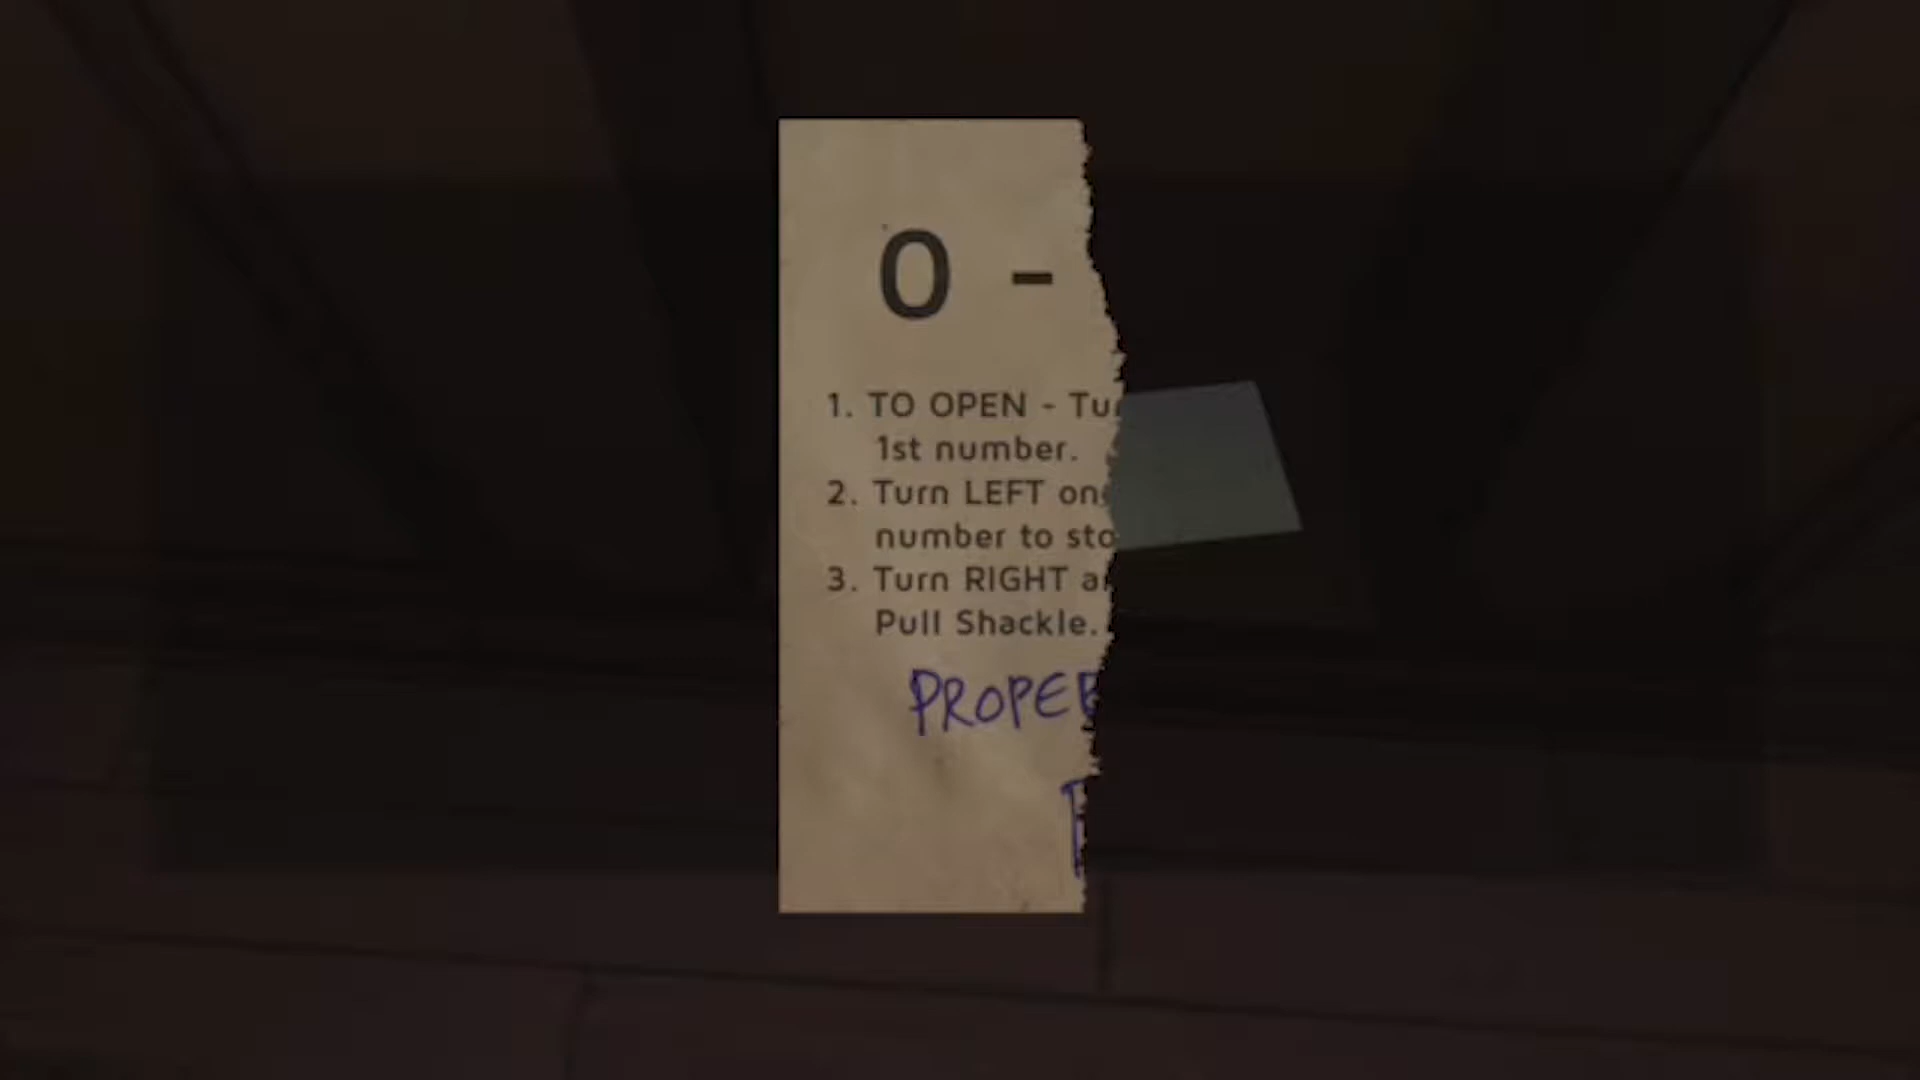 0 -
1. TO OPEN - Tu
1st number.
2. Turn LEFT on
number to sto
3. Turn RIGHT a
Pull Shackle.
PROPE